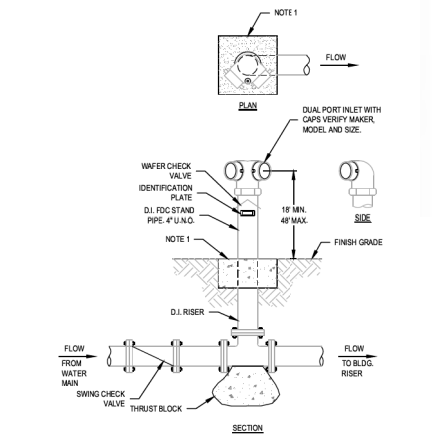 NOTE 1
FLOW
PLAN
DUAL PORT INLET WITH
CAPS VERIFY MAKER,
MODEL AND SIZE.
WAFER CHECK
VALVE
IDENTIFICATION
PLATE
D.I. FDC STAND
PIPE. 4" U.N.O.
18' MIN.
48' MAX.
SIDE
NOTE 1
FINISH GRADE
D.I. RISER
FLOW
FROM
WATER
MAIN
FLOW
TO BLDG.
RISER
SWING CHECK
VALVE
THRUST BLOCK
SECTION